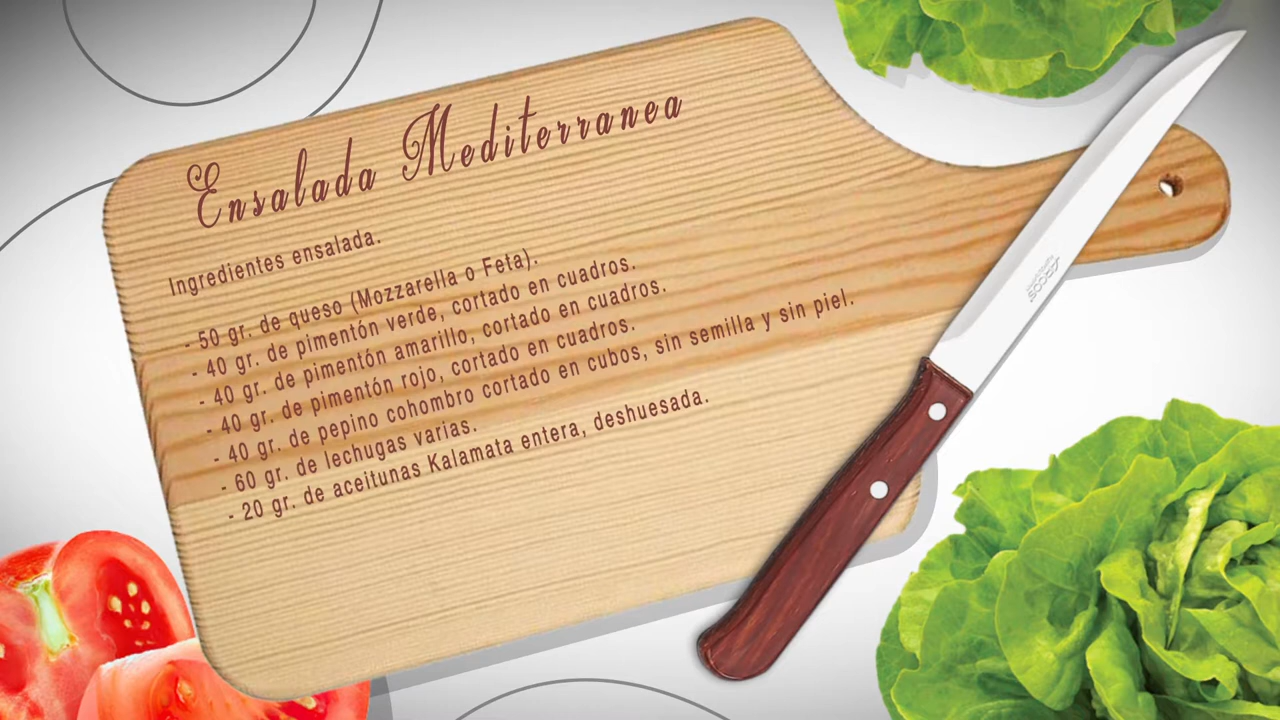 Ensalada Mediterranea
Ingredientes ensalada.
- 50 gr. de queso (Mozzarella o Feta).
- 40 gr. de pimentón verde, cortado en cuadros.
- 40 gr. de pimentón amarillo, cortado en cuadros.
- 40 gr. de pimentón rojo, cortado en cuadros.
- 40 gr. de pepino cohombro cortado en cubos, sin semilla y sin piel.
- 60 gr. de lechugas varias.
- 20 gr. de aceitunas Kalamata entera, deshuesada.
ARCOS